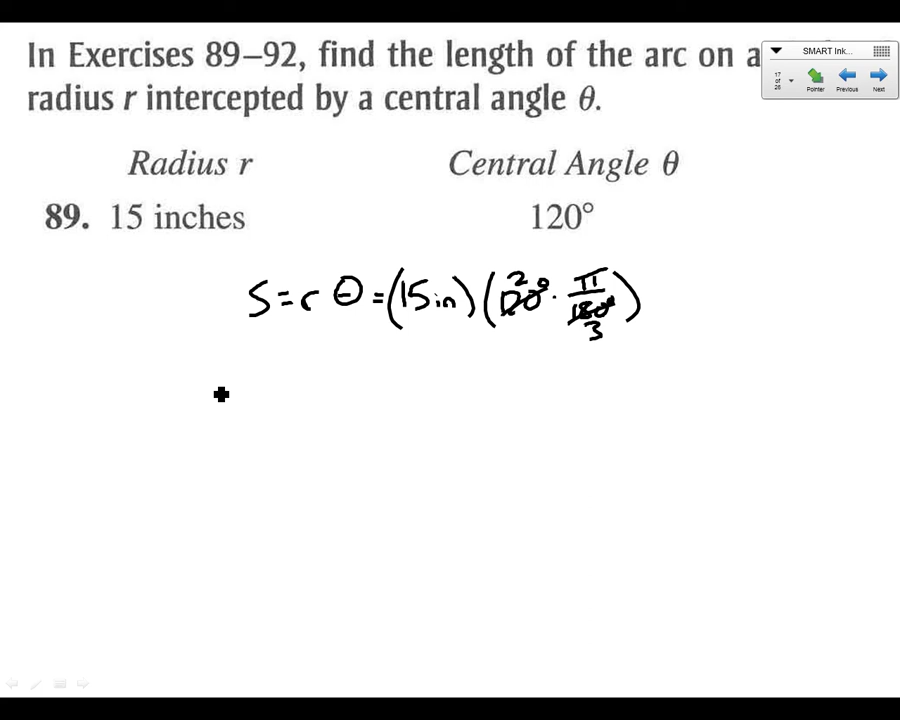 In Exercises 89–92, find the length of the arc on a
radius r intercepted by a central angle θ.
SMART Ink...
17 of 26
Pointer Previous Next
Radius r Central Angle θ
89. 15 inches 120°
S = r θ = (15 in) (120° · π/180°)
2
3